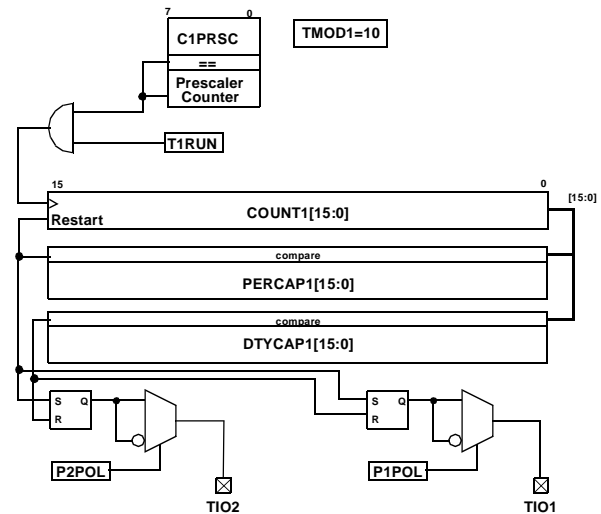 7 0
C1PRSC
TMOD1=10
==
Prescaler
Counter
T1RUN
15 0 [15:0]
COUNT1[15:0]
Restart
compare
PERCAP1[15:0]
compare
DTYCAP1[15:0]
S Q S Q
R R
P2POL P1POL
TIO2 TIO1